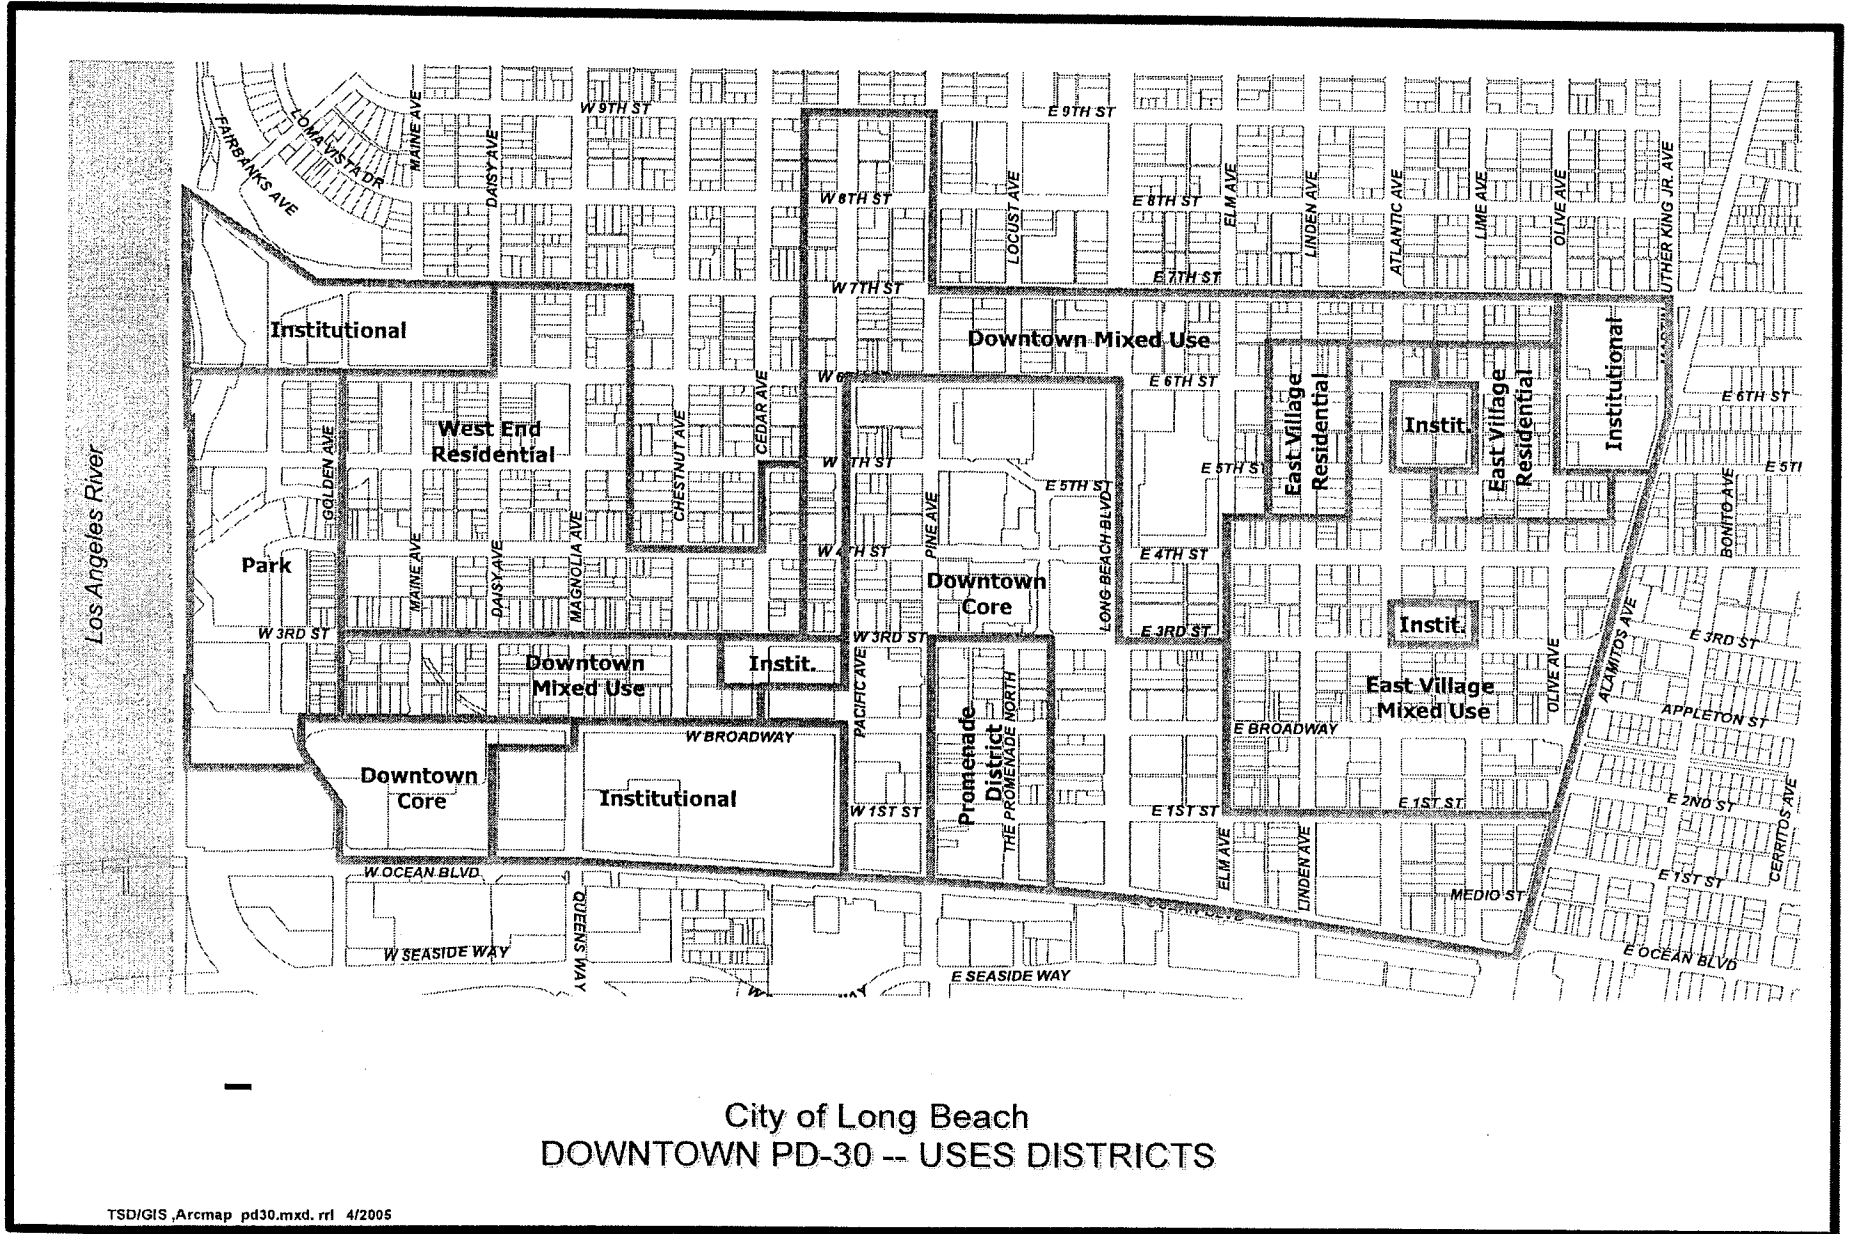 W 9TH ST
E 9TH ST
FAIRBANKS AVE
LOMA VISTA DR
MAINE AVE
DAISY AVE
W 8TH ST
LOCUST AVE
E 8TH ST
ELM AVE
LINDEN AVE
ATLANTIC AVE
LIME AVE
OLIVE AVE
UTHER KING JR. AVE
W 7TH ST
E 7TH ST
Institutional
Downtown Mixed Use
Institutional
E 6TH ST
E 6TH ST
CEDAR AVE
CHESTNUT AVE
GOLDEN AVE
West End
Residential
East Village
Residential
Instit.
East Village
Residential
E 5TH ST
E 5TH ST
BONITO AVE
Los Angeles River
PINE AVE
LONG BEACH BLVD
Park
MAINE AVE
DAISY AVE
MAGNOLIA AVE
W 4TH ST
E 4TH ST
Downtown
Core
W 3RD ST
W 3RD ST
E 3RD ST
Instit.
E 3RD ST
ALAMITOS AVE
OLIVE AVE
Downtown
Mixed Use
Instit.
PACIFIC AVE
Promenade
District
THE PROMENADE NORTH
East Village
Mixed Use
APPLETON ST
W BROADWAY
E BROADWAY
Downtown
Core
Institutional
W 1ST ST
E 1ST ST
E 1ST ST
E 2ND ST
CERRITOS AVE
W OCEAN BLVD
ELM AVE
LINDEN AVE
MEDIO ST
E 1ST ST
QUEENS WAY
W SEASIDE WAY
E SEASIDE WAY
E OCEAN BLVD
City of Long Beach
DOWNTOWN PD-30 -- USES DISTRICTS
TSD/GIS ,Arcmap pd30.mxd. rrl 4/2005